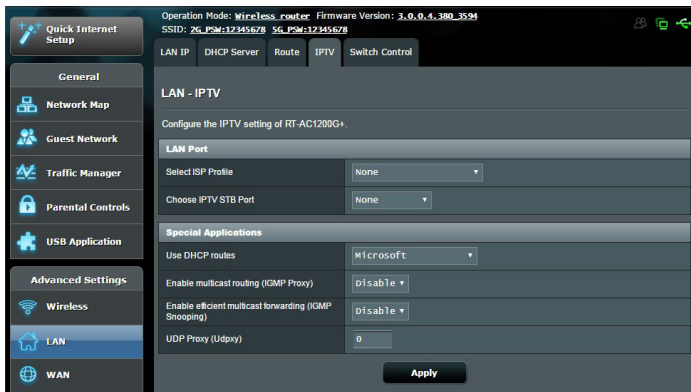 Quick Internet
Setup
General
Network Map
Guest Network
Traffic Manager
Parental Controls
USB Application
Advanced Settings
Wireless
LAN
WAN
Operation Mode: Wireless router Firmware Version: 3.0.0.4.380_3594
SSID: 2G_PSW:12345678 5G_PSW:12345678
LAN IP DHCP Server Route IPTV Switch Control
LAN - IPTV
Configure the IPTV setting of RT-AC1200G+.
LAN Port
Select ISP Profile None
Choose IPTV STB Port None
Special Applications
Use DHCP routes Microsoft
Enable multicast routing (IGMP Proxy) Disable
Enable efficient multicast forwarding (IGMP
Snooping) Disable
UDP Proxy (Udpxy) 0
Apply